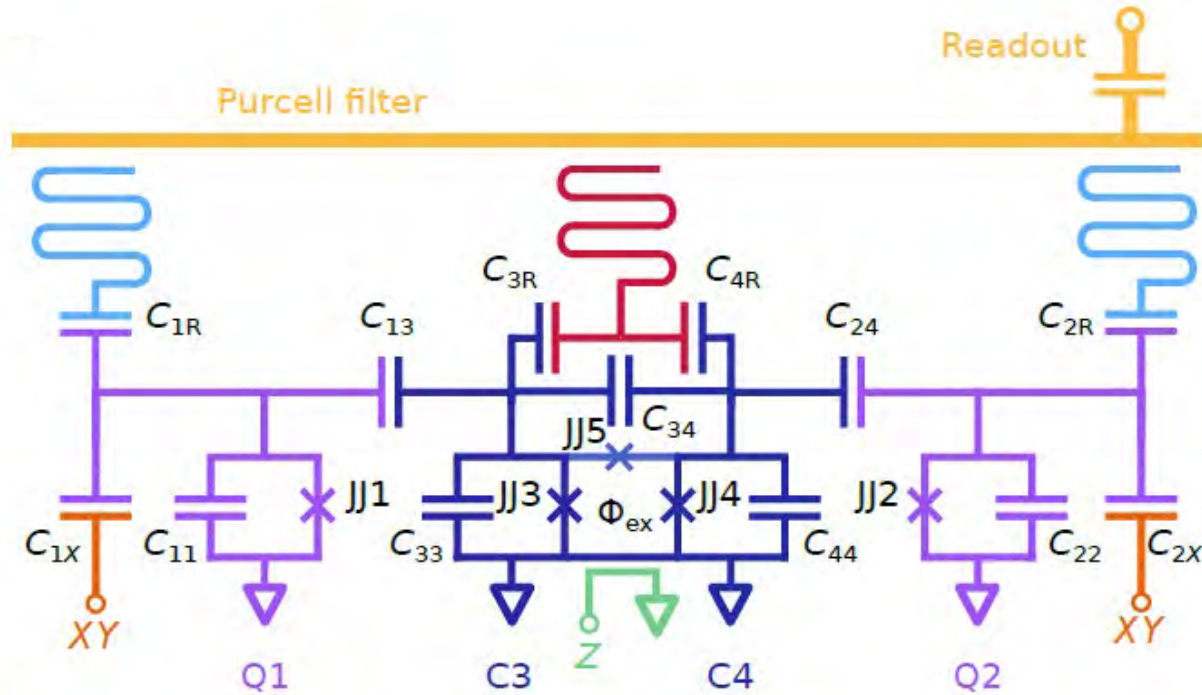 Readout
Purcell filter
C3R
C4R
C1R
C13
C24
C2R
C34
JJ5
JJ1
JJ3
Φex
JJ4
JJ2
C1X
C11
C33
C44
C22
C2X
XY
Z
XY
Q1
C3
C4
Q2